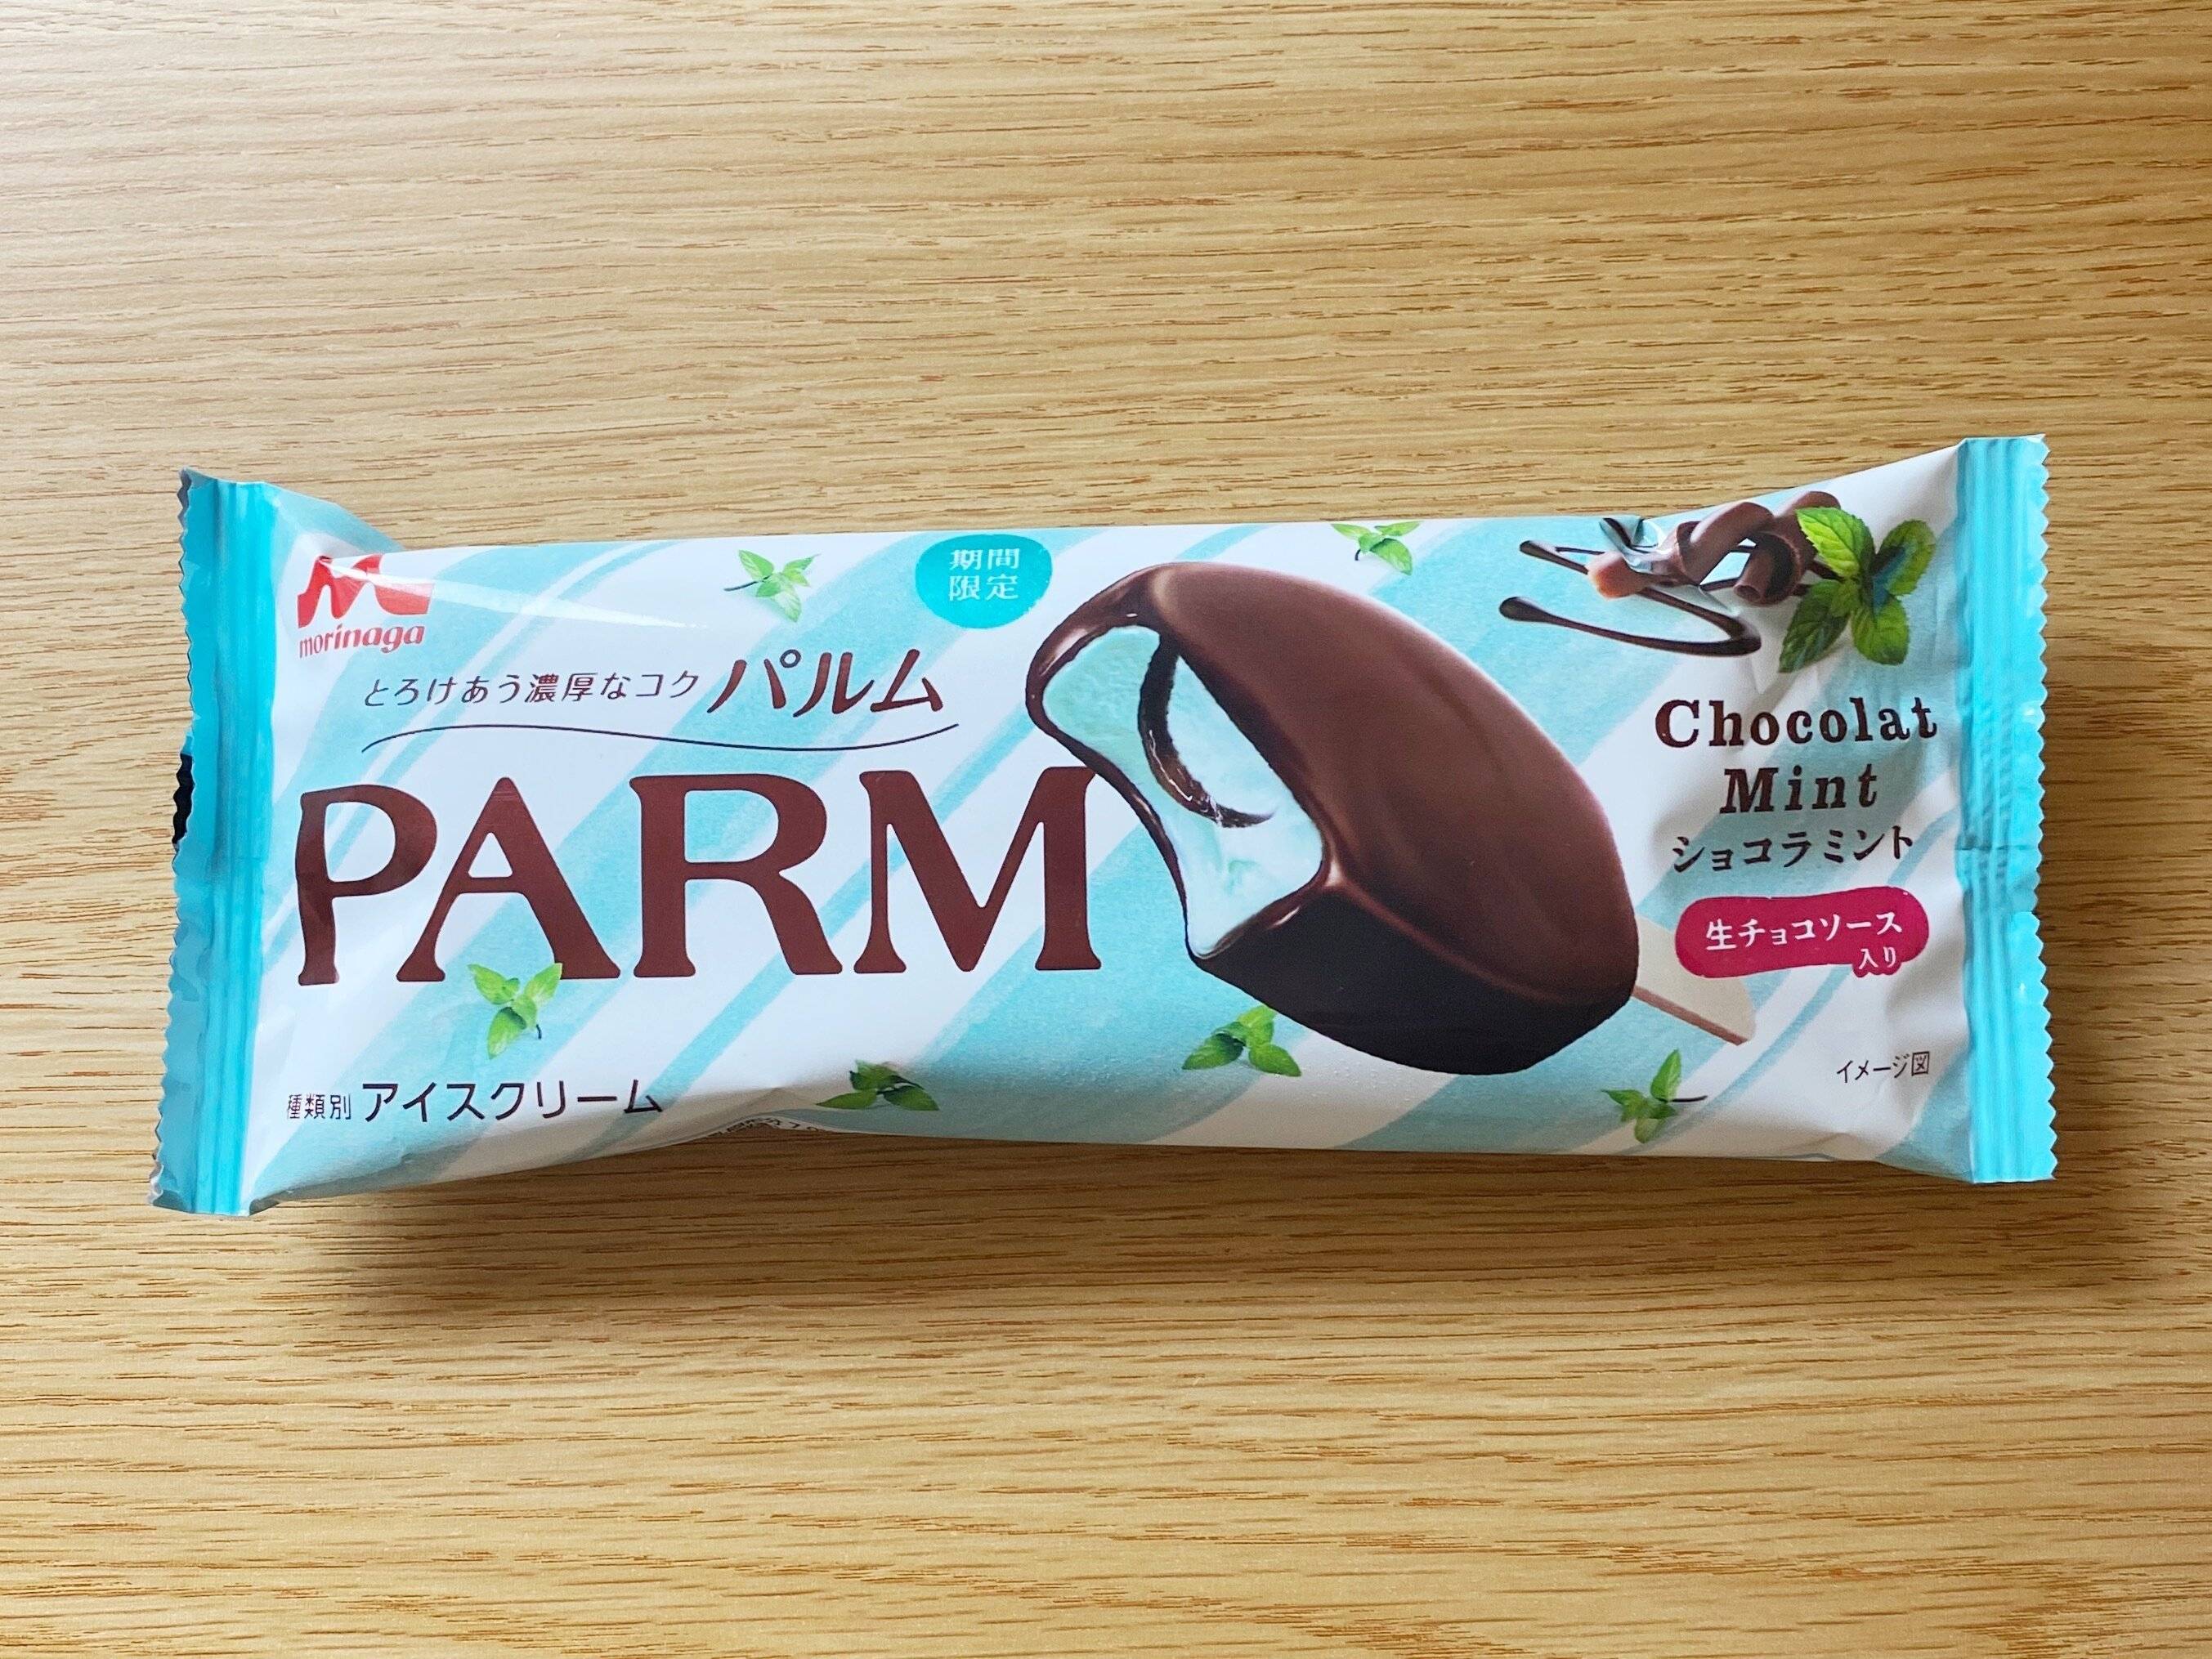 morinaga
期間
限定
とろけあう濃厚なコク パルム
PARM
種類別 アイスクリーム
Chocolat
Mint
ショコラミント
生チョコソース
入り
イメージ図